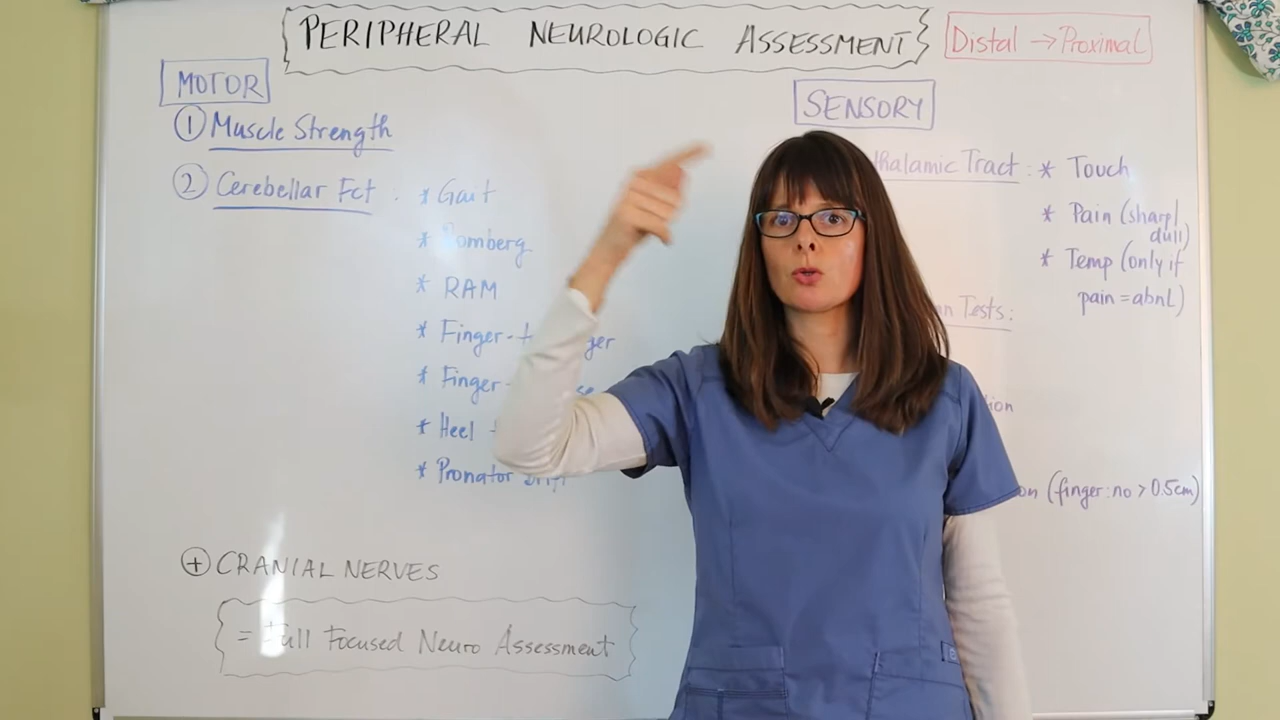 PERIPHERAL NEUROLOGIC ASSESSMENT
Distal → Proximal
MOTOR
① Muscle Strength
② Cerebellar Fct :
* Gait
* Romberg
* RAM
* Finger-
* Finger-
* Heel
* Pronator Drift
⊕ CRANIAL NERVES
= Full Focused Neuro Assessment
SENSORY
thalamic Tract : * Touch
* Pain (sharp/
dull)
* Temp (only if
pain = abnL)
Tests:
(finger: no > 0.5cm)